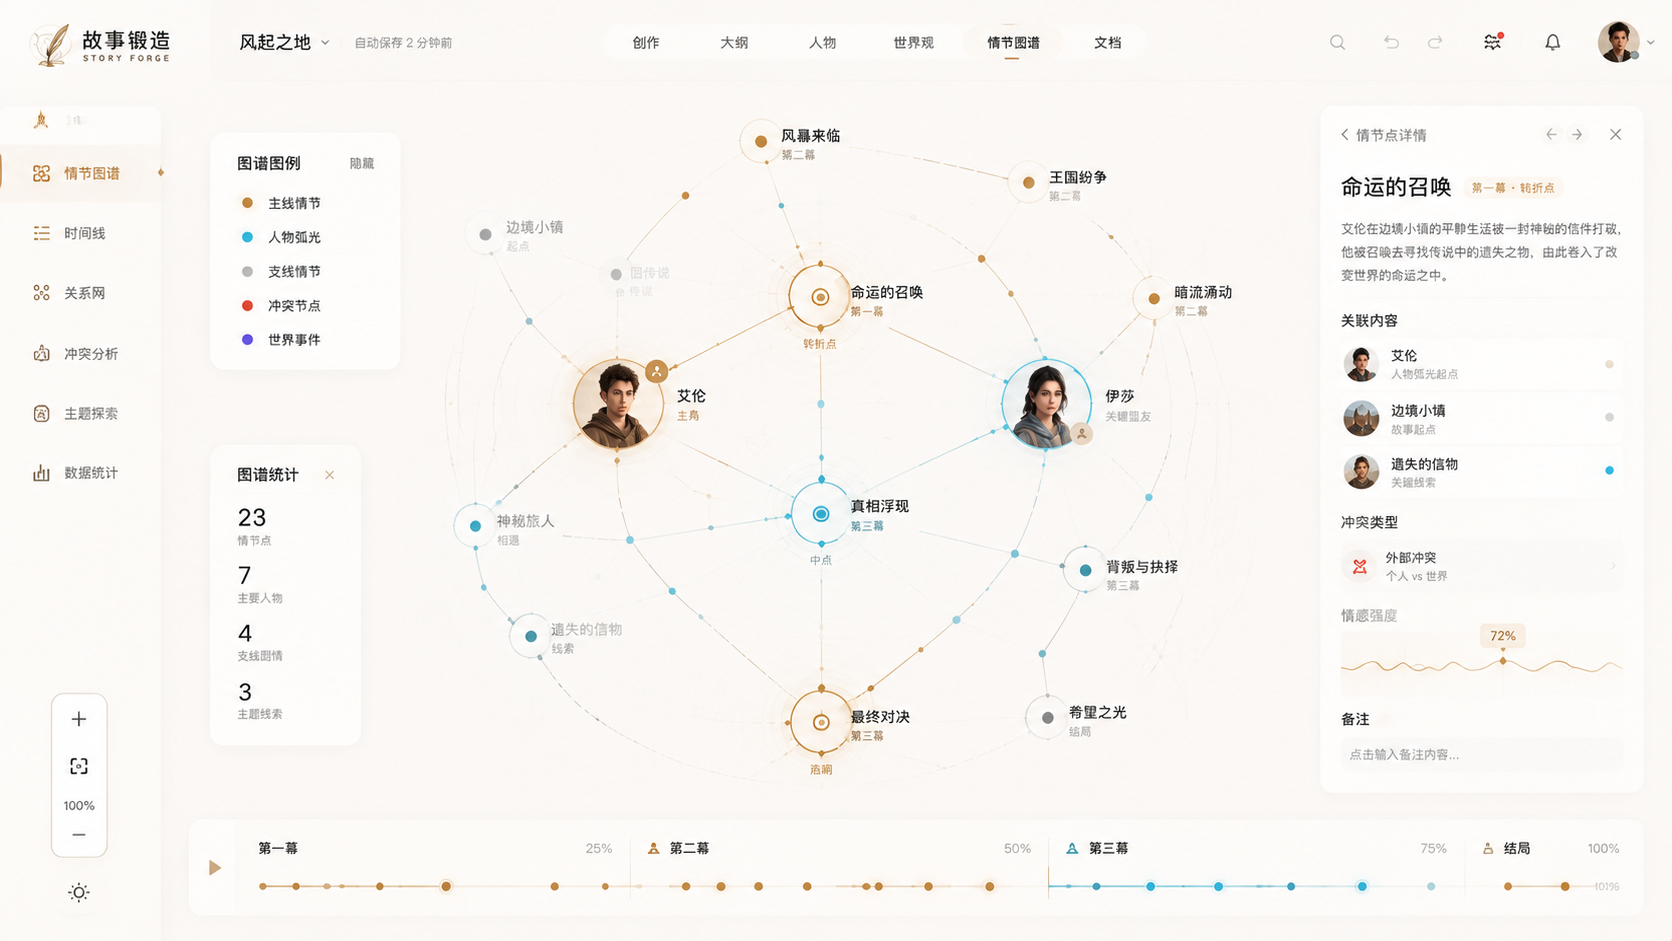 故事锻造
STORY FORGE
风起之地
自动保存 2 分钟前
创作
大纲
人物
世界观
情节图谱
文档
情节图谱
时间线
关系网
冲突分析
主题探索
数据统计
100%
图谱图例
隐藏
主线情节
人物弧光
支线情节
冲突节点
世界事件
图谱统计
23
情节点
7
主要人物
4
支线剧情
3
主题线索
风暴来临
第二幕
王国纷争
第二幕
边境小镇
起点
传说
命运的召唤
第一幕
转折点
暗流涌动
第二幕
艾伦
主角
伊莎
关键盟友
神秘旅人
相遇
真相浮现
第三幕
中点
背叛与抉择
第三幕
遗失的信物
线索
最终对决
第三幕
希望之光
结局
情节点详情
命运的召唤
第一幕 · 转折点
文伦在边境小镇的平静生活被一封神秘的信件打破,
他被召唤去寻找传说中的遗失之物, 由此卷入了改
变世界的命运之中。
关联内容
艾伦
人物弧光起点
边境小镇
故事起点
遗失的信物
关键线索
冲突类型
外部冲突
个人 vs 世界
情感强度
72%
备注
点击输入备注内容...
第一幕
25%
第二幕
50%
第三幕
75%
结局
100%
101%